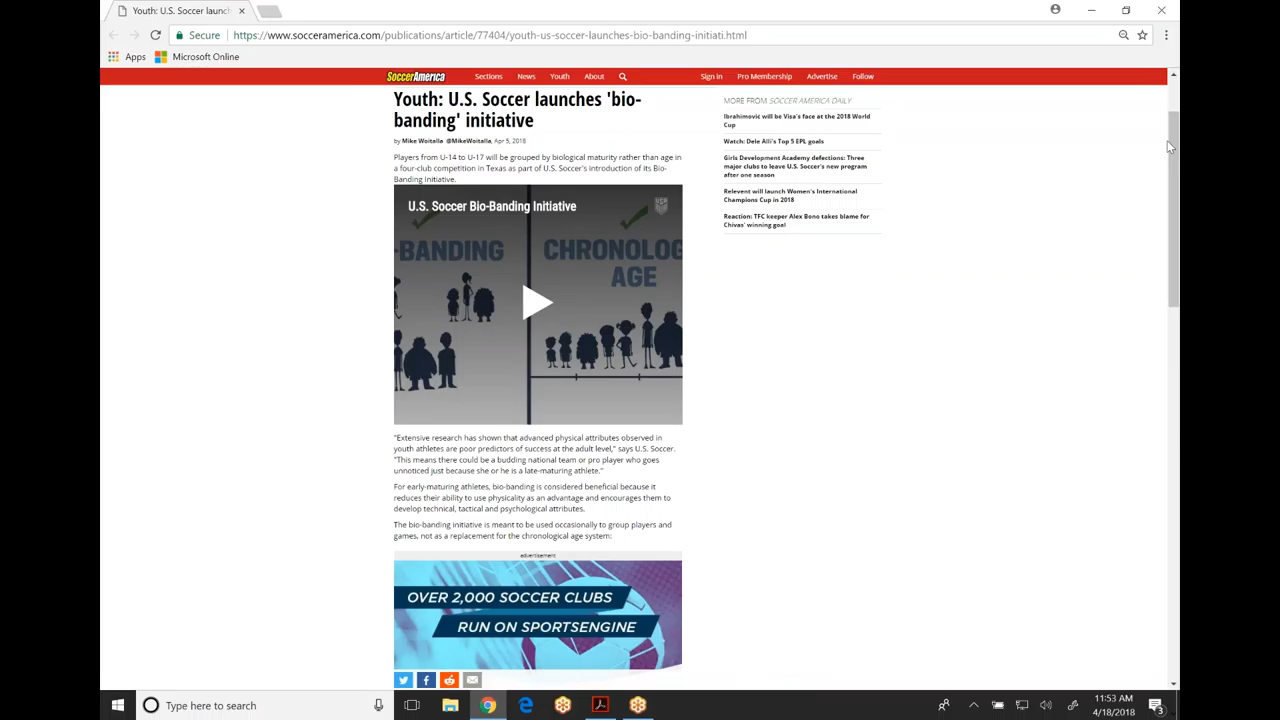 Youth: U.S. Soccer launch
Secure
https://www.socceramerica.com/publications/article/77404/youth-us-soccer-launches-bio-banding-initiati.html
Apps
Microsoft Online
SoccerAmerica
Sections
News
Youth
About
Sign In
Pro Membership
Advertise
Follow
Youth: U.S. Soccer launches 'bio-
banding' initiative
by Mike Woitalla @MikeWoitalla, Apr 5, 2018
Players from U-14 to U-17 will be grouped by biological maturity rather than age in
a four-club competition in Texas as part of U.S. Soccer's introduction of its Bio-
Banding Initiative.
U.S. Soccer Bio-Banding Initiative
-BANDING
CHRONOLOG
AGE
"Extensive research has shown that advanced physical attributes observed in
youth athletes are poor predictors of success at the adult level," says U.S. Soccer.
"This means there could be a budding national team or pro player who goes
unnoticed just because she or he is a late-maturing athlete."
For early-maturing athletes, bio-banding is considered beneficial because it
reduces their ability to use physicality as an advantage and encourages them to
develop technical, tactical and psychological attributes.
The bio-banding initiative is meant to be used occasionally to group players and
games, not as a replacement for the chronological age system:
advertisement
OVER 2,000 SOCCER CLUBS
RUN ON SPORTSENGINE
MORE FROM SOCCER AMERICA DAILY
Ibrahimovic will be Visa's face at the 2018 World
Cup
Watch: Dele Alli's Top 5 EPL goals
Girls Development Academy defections: Three
major clubs to leave U.S. Soccer's new program
after one season
Relevent will launch Women's International
Champions Cup in 2018
Reaction: TFC keeper Alex Bono takes blame for
Chivas' winning goal
Type here to search
11:53 AM
4/18/2018
3